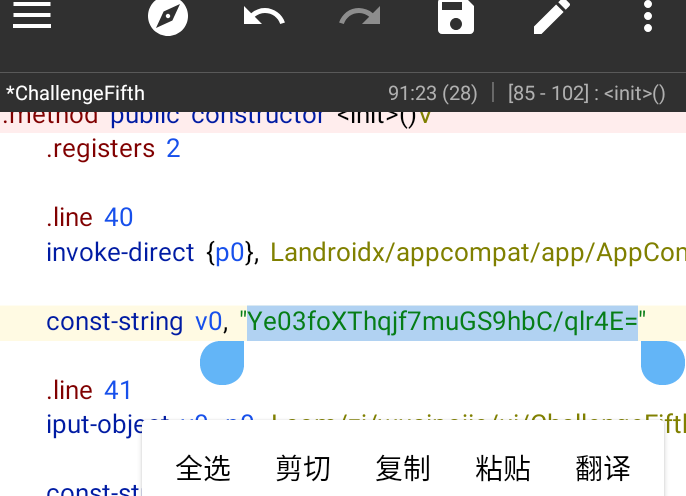 *ChallengeFifth 91:23 (28) | [85 - 102] : <init>()
.method public constructor <init>()V
.registers 2
.line 40
invoke-direct {p0}, Landroidx/appcompat/app/AppCon
const-string v0, "Ye03foXThqjf7muGS9hbC/qlr4E="
.line 41
iput-object
全选 剪切 复制 粘贴 翻译
const-st